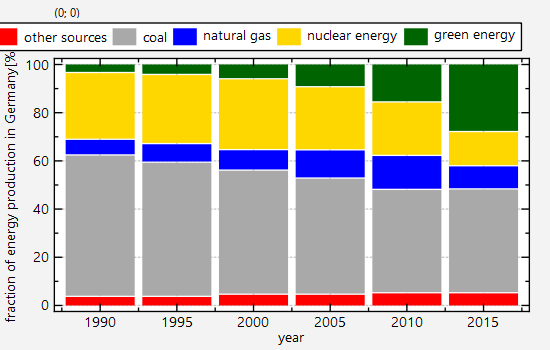 (0; 0)
other sources coal natural gas nuclear energy green energy
fraction of energy production in Germany[%
100
80
60
40
20
0
1990 1995 2000 2005 2010 2015
year